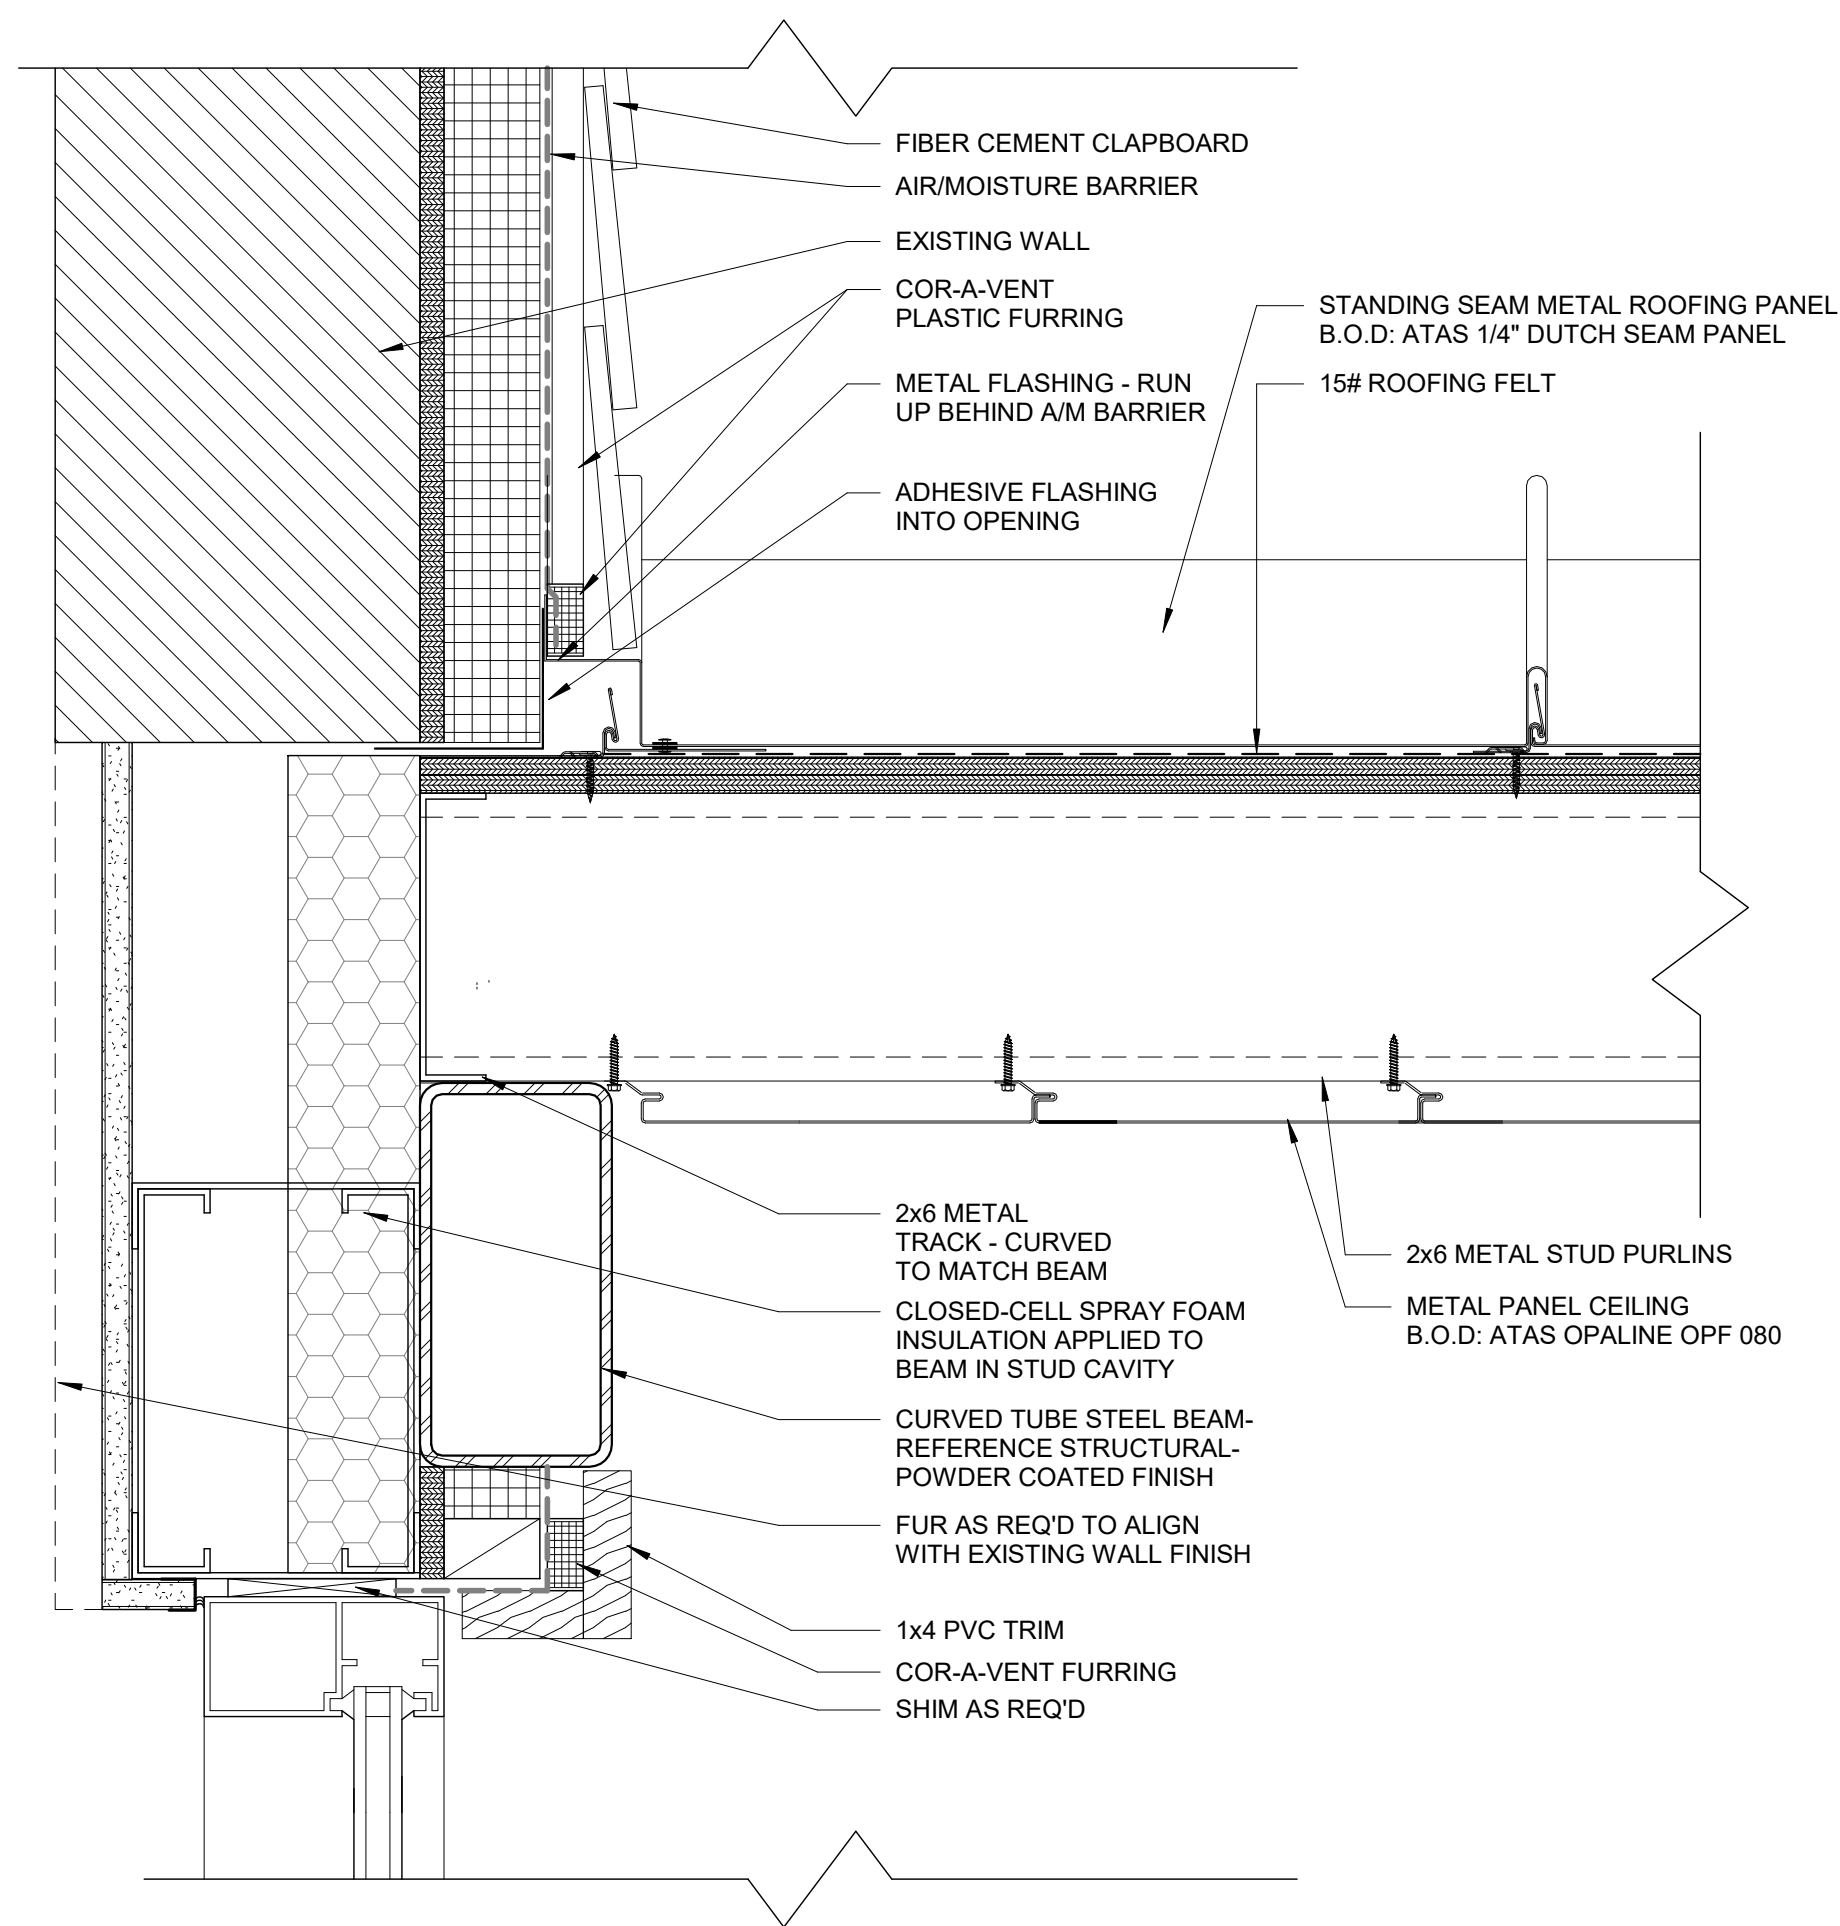 FIBER CEMENT CLAPBOARD
AIR/MOISTURE BARRIER
EXISTING WALL
COR-A-VENT
PLASTIC FURRING
METAL FLASHING - RUN
UP BEHIND A/M BARRIER
ADHESIVE FLASHING
INTO OPENING
STANDING SEAM METAL ROOFING PANEL
B.O.D: ATAS 1/4" DUTCH SEAM PANEL
15# ROOFING FELT
2x6 METAL
TRACK - CURVED
TO MATCH BEAM
CLOSED-CELL SPRAY FOAM
INSULATION APPLIED TO
BEAM IN STUD CAVITY
CURVED TUBE STEEL BEAM-
REFERENCE STRUCTURAL-
POWDER COATED FINISH
FUR AS REQ'D TO ALIGN
WITH EXISTING WALL FINISH
1x4 PVC TRIM
COR-A-VENT FURRING
SHIM AS REQ'D
2x6 METAL STUD PURLINS
METAL PANEL CEILING
B.O.D: ATAS OPALINE OPF 080